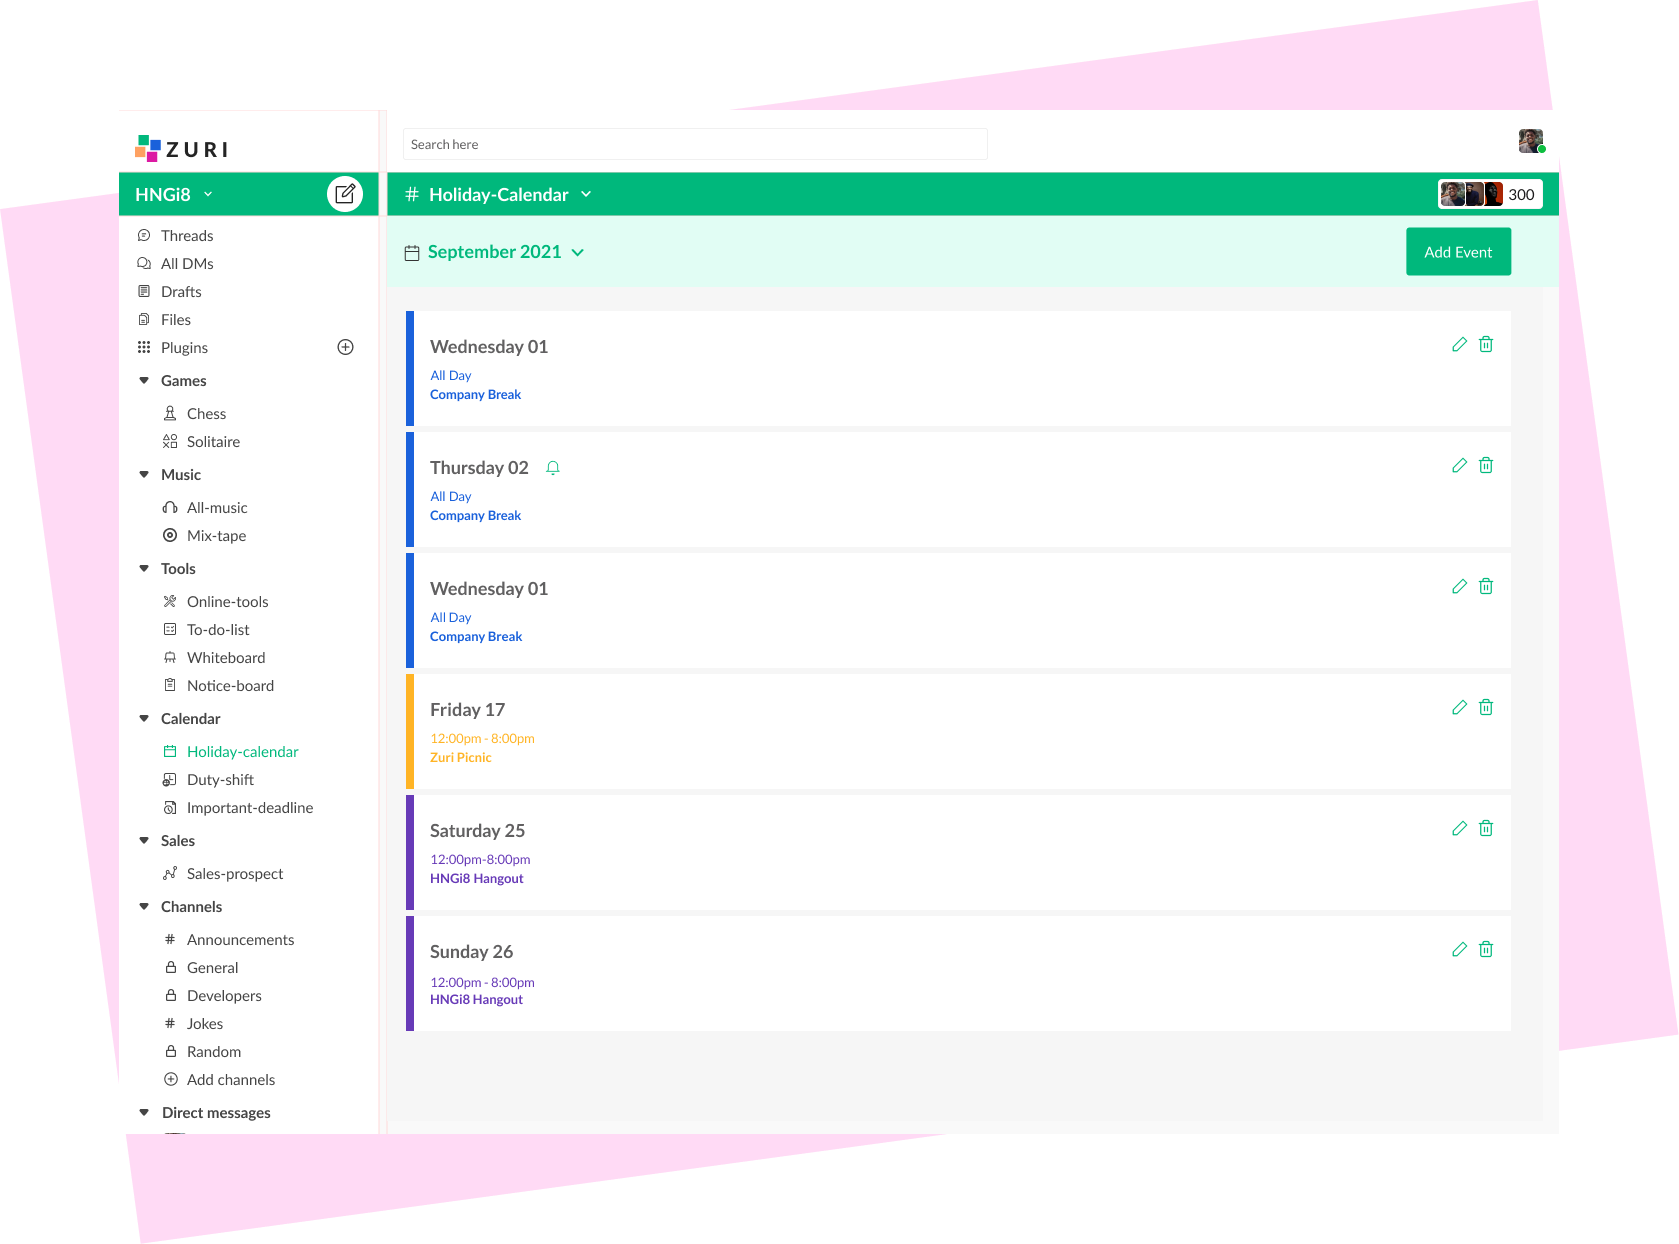 ZURI
Search here
HNGi8
# Holiday-Calendar
300
Threads
All DMs
Drafts
Files
Plugins
Games
Chess
Solitaire
Music
All-music
Mix-tape
Tools
Online-tools
To-do-list
Whiteboard
Notice-board
Calendar
Holiday-calendar
Duty-shift
Important-deadline
Sales
Sales-prospect
Channels
# Announcements
General
Developers
# Jokes
Random
Add channels
Direct messages
September 2021
Add Event
Wednesday 01
All Day
Company Break
Thursday 02
All Day
Company Break
Wednesday 01
All Day
Company Break
Friday 17
12:00pm - 8:00pm
Zuri Picnic
Saturday 25
12:00pm-8:00pm
HNGi8 Hangout
Sunday 26
12:00pm - 8:00pm
HNGi8 Hangout